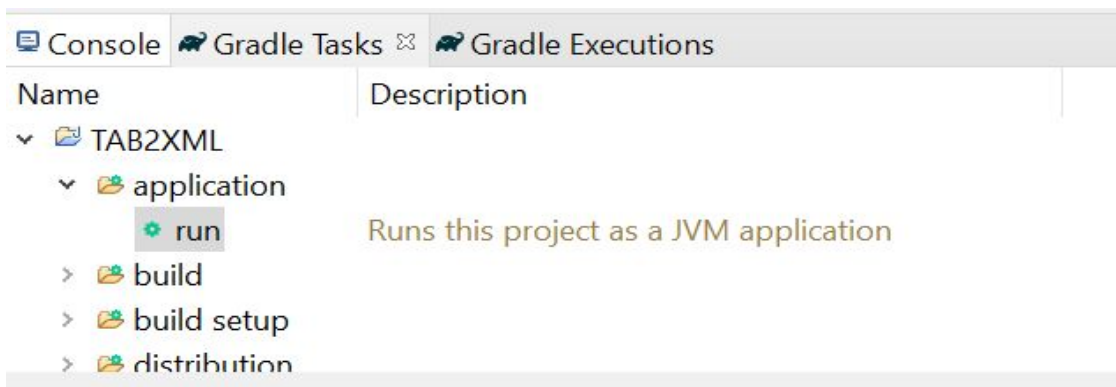 Console Gradle Tasks Gradle Executions
Name Description
TAB2XML
application
run Runs this project as a JVM application
build
build setup
distribution